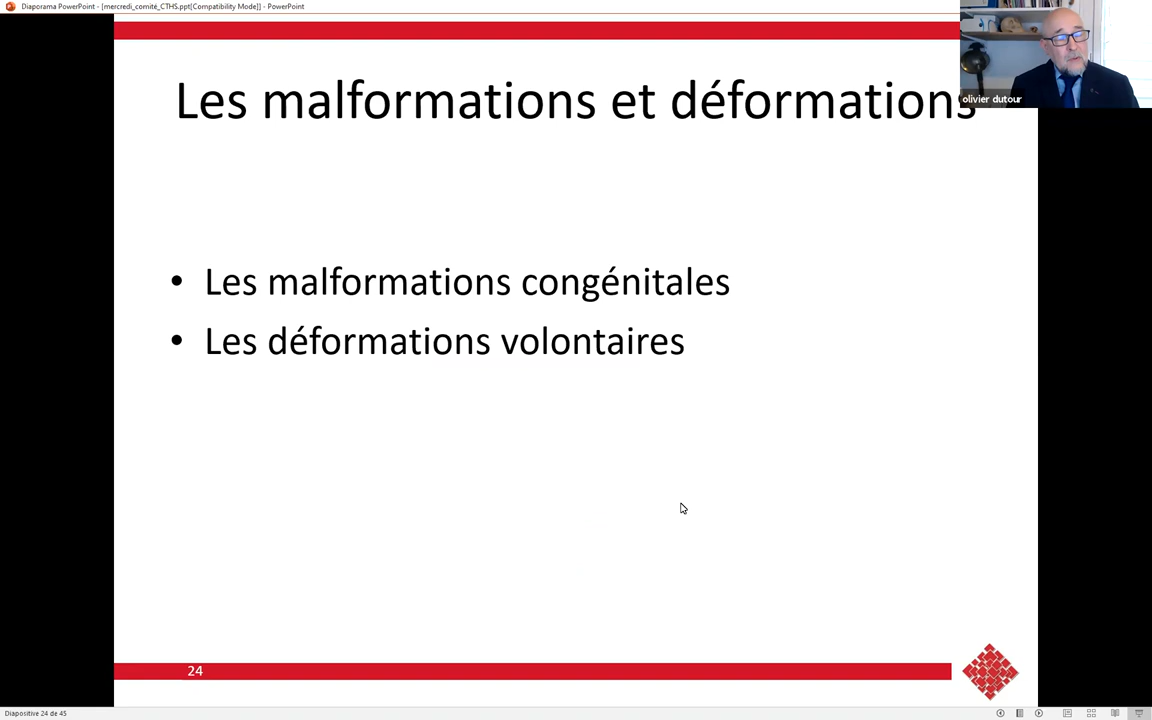 Diaporama PowerPoint - [mercredi_comité_CTHS.ppt[Compatibility Mode]] - PowerPoint
olivier dutour
Les malformations et déformations
• Les malformations congénitales
• Les déformations volontaires
24
Diapositive 24 de 45